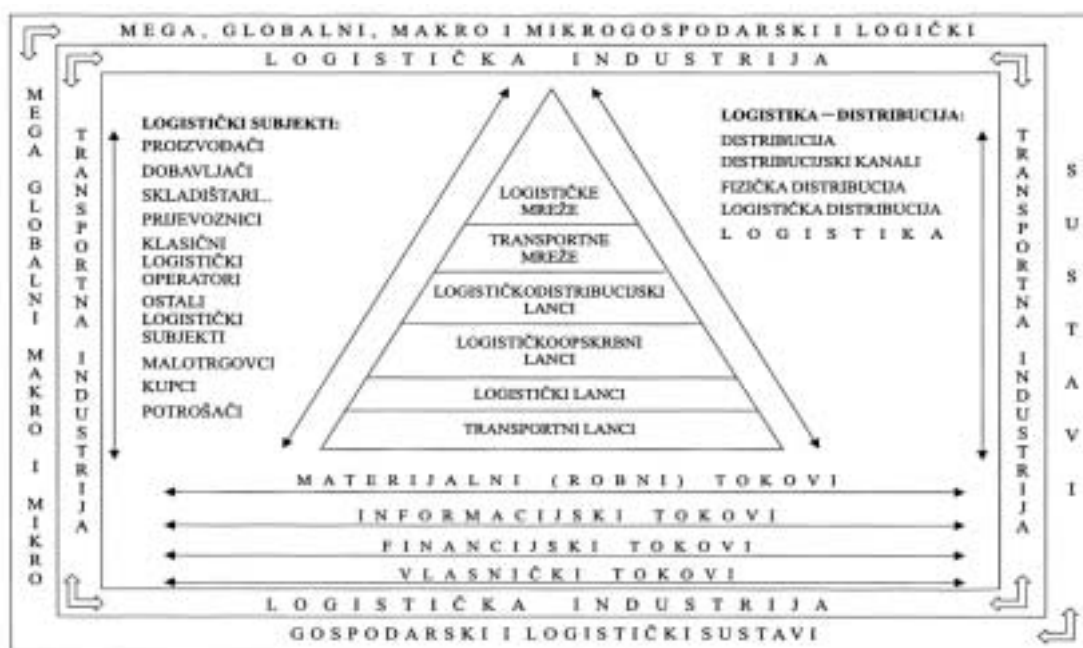 MEGA, GLOBALNI, MAKRO I MIKROGOSPODARSKI I LOGIČKI
LOGISTIČKA INDUSTRIJA
MEGA GLOBALNI MAKRO I MIKRO
TRANSPORTNA INDUSTRIJA
LOGISTIČKI SUBJEKTI:
PROIZVOĐAČI
DOBAVLJAČI
SKLADIŠTARI...
PRIJEVOZNICI
KLASIČNI
LOGISTIČKI
OPERATORI
OSTALI
LOGISTIČKI
SUBJEKTI
MALOTRGOVCI
KUPCI
POTROŠAČI
LOGISTIČKE
MREŽE
TRANSPORTNE
MREŽE
LOGISTIČKODISTRIBUCIJSKI
LANCI
LOGISTIČKOOPSKRBNI
LANCI
LOGISTIČKI LANCI
TRANSPORTNI LANCI
LOGISTIKA – DISTRIBUCIJA:
DISTRIBUCIJA
DISTRIBUCIJSKI KANALI
FIZIČKA DISTRIBUCIJA
LOGISTIČKA DISTRIBUCIJA
LOGISTIKA
TRANSPORTNA INDUSTRIJA
SUSTAVI
MATERIJALNI (ROBNI) TOKOVI
INFORMACIJSKI TOKOVI
FINANCIJSKI TOKOVI
VLASNIČKI TOKOVI
LOGISTIČKA INDUSTRIJA
GOSPODARSKI I LOGISTIČKI SUSTAVI